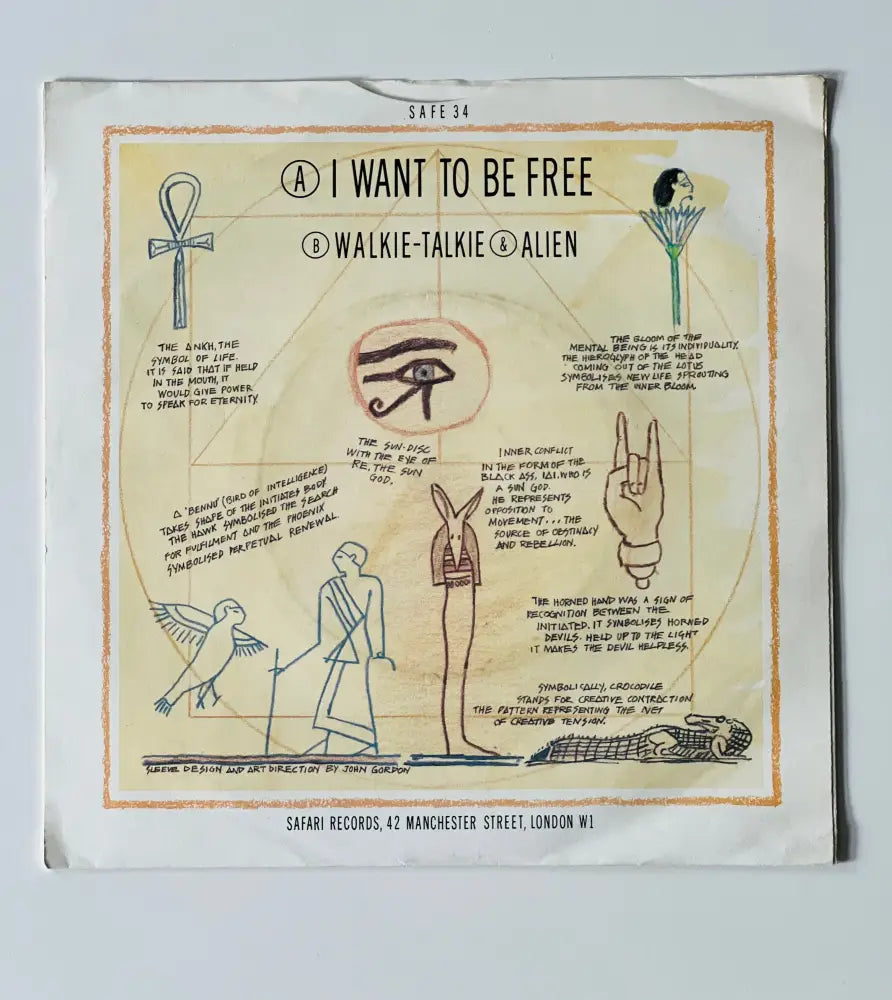 SAFE 34
Ⓐ I WANT TO BE FREE
Ⓑ WALKIE-TALKIE & ALIEN
THE ANKH, THE
SYMBOL OF LIFE.
IT IS SAID THAT IF HELD
IN THE MOUTH, IT
WOULD GIVE POWER
TO SPEAK FOR ETERNITY.
THE BLOOM OF THE
MENTAL BEING IS ITS INDIVIDUALITY.
THE HIEROGLYPH OF THE HEAD
COMING OUT OF THE LOTUS
SYMBOLISES NEW LIFE SPROUTING
FROM THE INNER BLOOM.
THE SUN-DISC
WITH THE EYE OF
RE, THE SUN
GOD.
INNER CONFLICT
IN THE FORM OF THE
BLACK ASS, IAI, WHO IS
A SUN GOD.
HE REPRESENTS
OPPOSITION TO
MOVEMENT... THE
SOURCE OF OBSTINACY
AND REBELLION.
A 'BENNU' (BIRD OF INTELLIGENCE)
TAKES SHAPE OF THE INITIATES BODY
THE HAWK SYMBOLISED THE SEARCH
FOR FULFILMENT AND THE PHOENIX
SYMBOLISED PERPETUAL RENEWAL.
THE HORNED HAND WAS A SIGN OF
RECOGNITION BETWEEN THE
INITIATED. IT SYMBOLISES HORNED
DEVILS. HELD UP TO THE LIGHT
IT MAKES THE DEVIL HELPLESS.
SYMBOLICALLY, CROCODILE
STANDS FOR CREATIVE CONTRACTION
THE PATTERN REPRESENTING THE NET
OF CREATIVE TENSION.
SLEEVE DESIGN AND ART DIRECTION BY JOHN GORDON
SAFARI RECORDS, 42 MANCHESTER STREET, LONDON W1